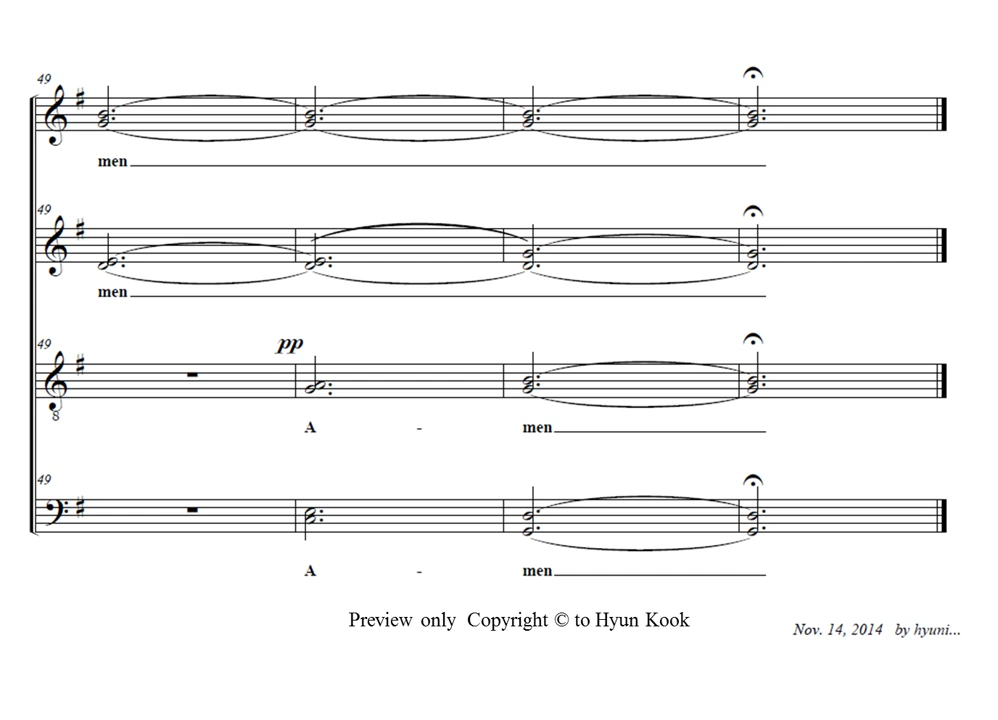 49
men
49
men
49
pp
8
A - men
49
A - men
Preview only Copyright © to Hyun Kook
Nov. 14, 2014 by hyuni...